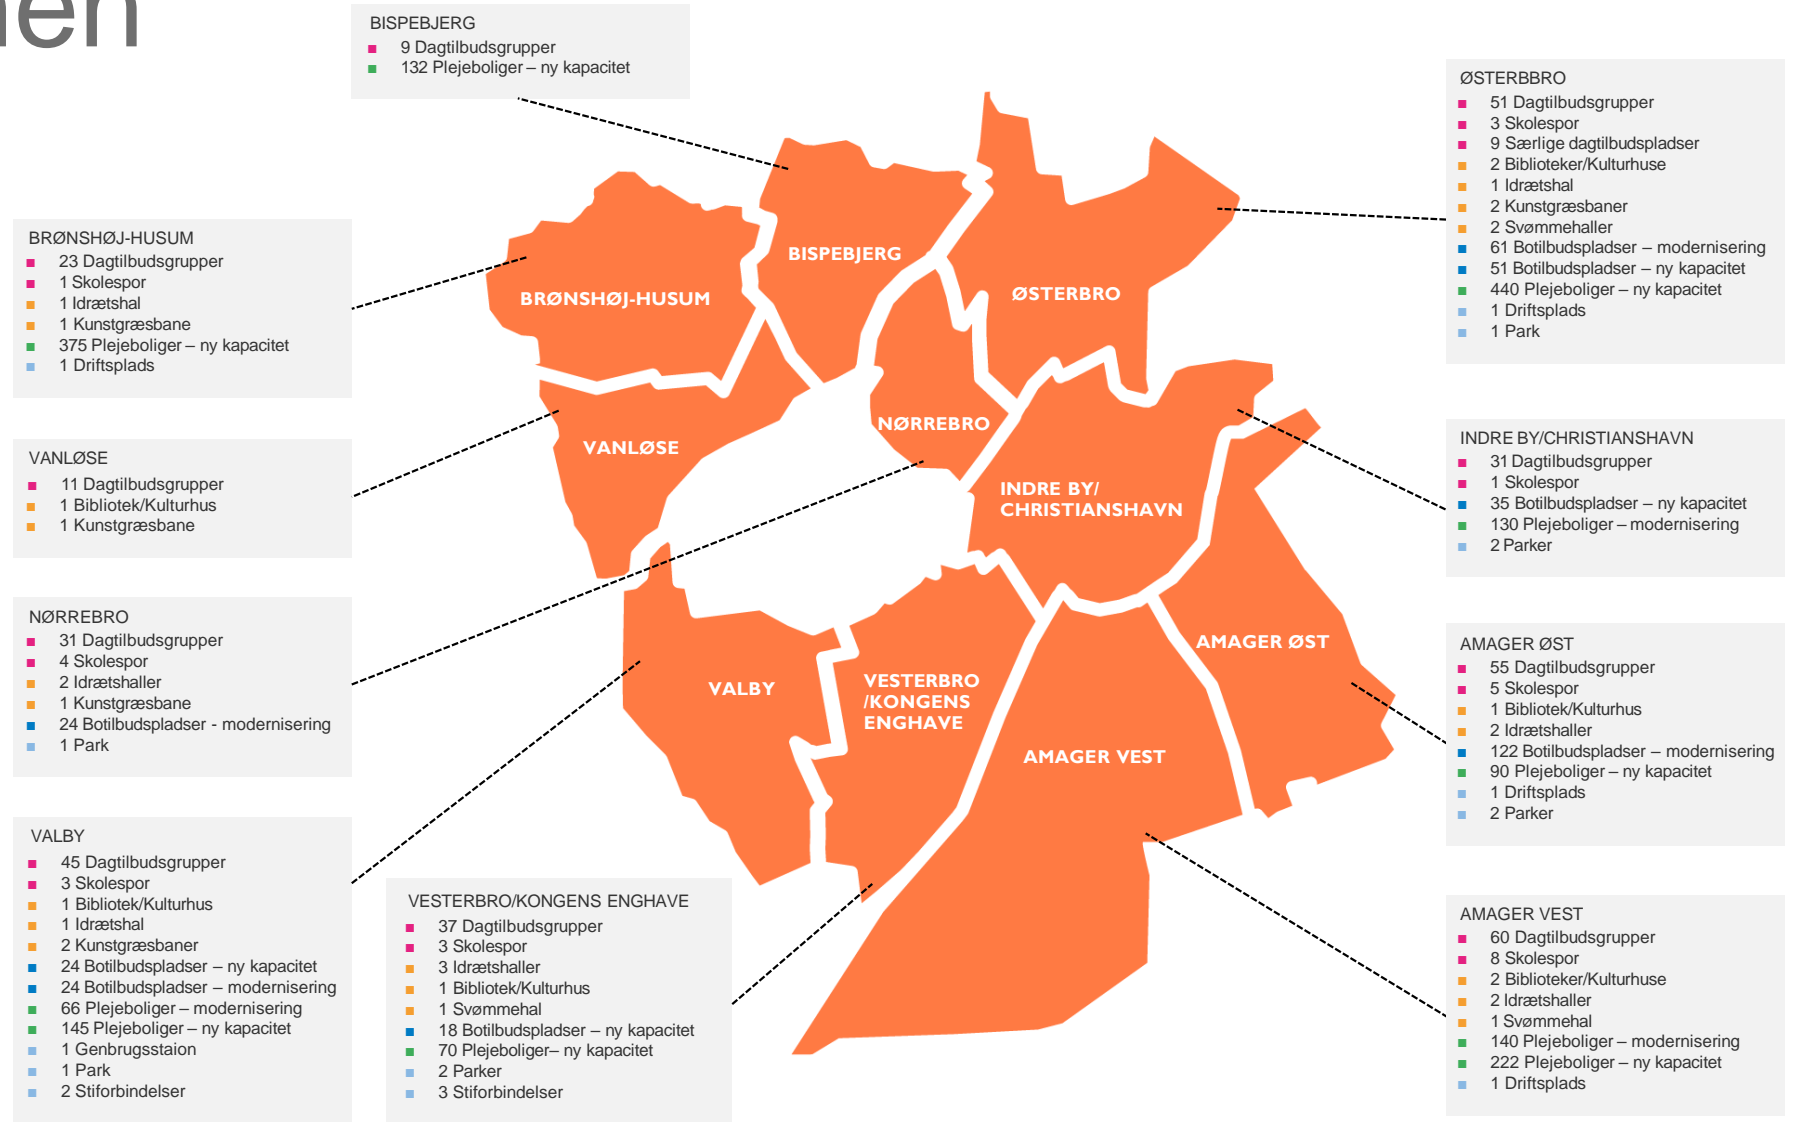 BISPEBJERG
9 Dagtilbudsgrupper
132 Plejeboliger – ny kapacitet
ØSTERBBRO
51 Dagtilbudsgrupper
3 Skolespor
9 Særlige dagtilbudspladser
2 Biblioteker/Kulturhuse
1 Idrætshal
2 Kunstgræsbaner
2 Svømmehaller
61 Botilbudspladser – modernisering
51 Botilbudspladser – ny kapacitet
440 Plejeboliger – ny kapacitet
1 Driftsplads
1 Park
BRØNSHØJ-HUSUM
23 Dagtilbudsgrupper
1 Skolespor
1 Idrætshal
1 Kunstgræsbane
375 Plejeboliger – ny kapacitet
1 Driftsplads
VANLØSE
11 Dagtilbudsgrupper
1 Bibliotek/Kulturhus
1 Kunstgræsbane
NØRREBRO
31 Dagtilbudsgrupper
4 Skolespor
2 Idrætshaller
1 Kunstgræsbane
24 Botilbudspladser - modernisering
1 Park
VALBY
45 Dagtilbudsgrupper
3 Skolespor
1 Bibliotek/Kulturhus
1 Idrætshal
2 Kunstgræsbaner
24 Botilbudspladser – ny kapacitet
24 Botilbudspladser – modernisering
66 Plejeboliger – modernisering
145 Plejeboliger – ny kapacitet
1 Genbrugsstaion
1 Park
2 Stiforbindelser
VESTERBRO/KONGENS ENGHAVE
37 Dagtilbudsgrupper
3 Skolespor
3 Idrætshaller
1 Bibliotek/Kulturhus
1 Svømmehal
18 Botilbudspladser – ny kapacitet
70 Plejeboliger– ny kapacitet
2 Parker
3 Stiforbindelser
BISPEBJERG
BRØNSHØJ-HUSUM
ØSTERBRO
NØRREBRO
VANLØSE
INDRE BY/
CHRISTIANSHAVN
AMAGER ØST
VALBY
VESTERBRO
/KONGENS
ENGHAVE
AMAGER VEST
INDRE BY/CHRISTIANSHAVN
31 Dagtilbudsgrupper
1 Skolespor
35 Botilbudspladser – ny kapacitet
130 Plejeboliger – modernisering
2 Parker
AMAGER ØST
55 Dagtilbudsgrupper
5 Skolespor
1 Bibliotek/Kulturhus
2 Idrætshaller
122 Botilbudspladser – modernisering
90 Plejeboliger – ny kapacitet
1 Driftsplads
2 Parker
AMAGER VEST
60 Dagtilbudsgrupper
8 Skolespor
2 Biblioteker/Kulturhuse
2 Idrætshaller
1 Svømmehal
140 Plejeboliger – modernisering
222 Plejeboliger – ny kapacitet
1 Driftsplads